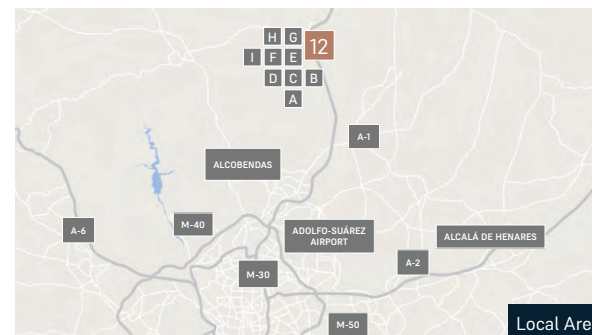 H G
12
I F E
D C B
A
A-1
ALCOBENDAS
M-40
A-6
ADOLFO-SUÁREZ
AIRPORT
ALCALÁ DE HENARES
M-30
A-2
M-50
Local Are